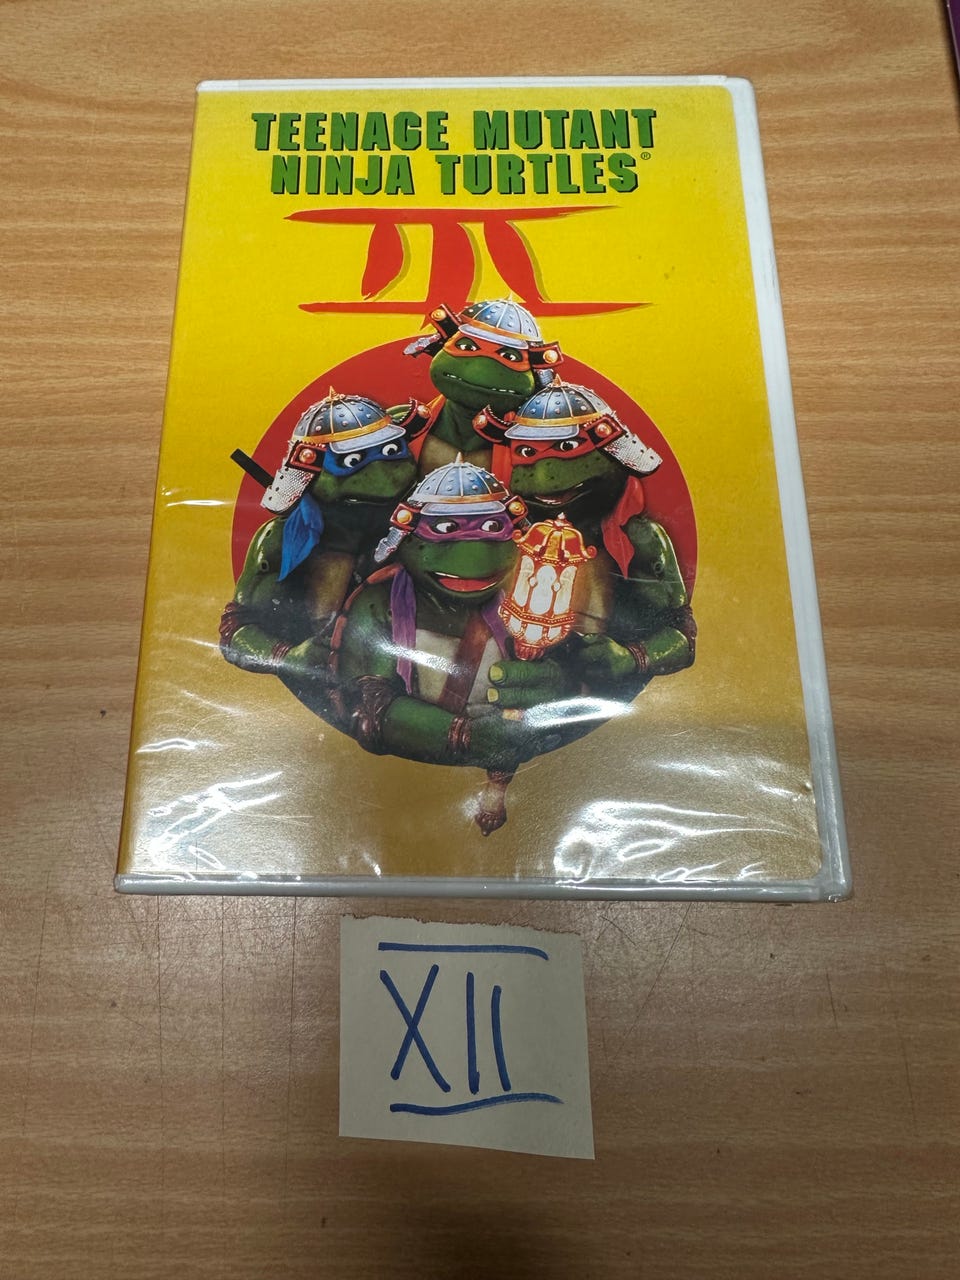 TEENAGE MUTANT
NINJA TURTLES®
III
XII